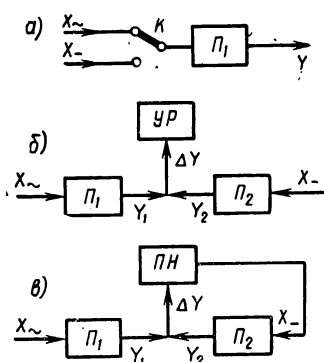 а)
X~
K
X-
П1
Y
б)
УР
ΔY
X~
П1
Y1
Y2
П2
X-
в)
ПН
ΔY
X~
П1
Y1
Y2
П2
X-